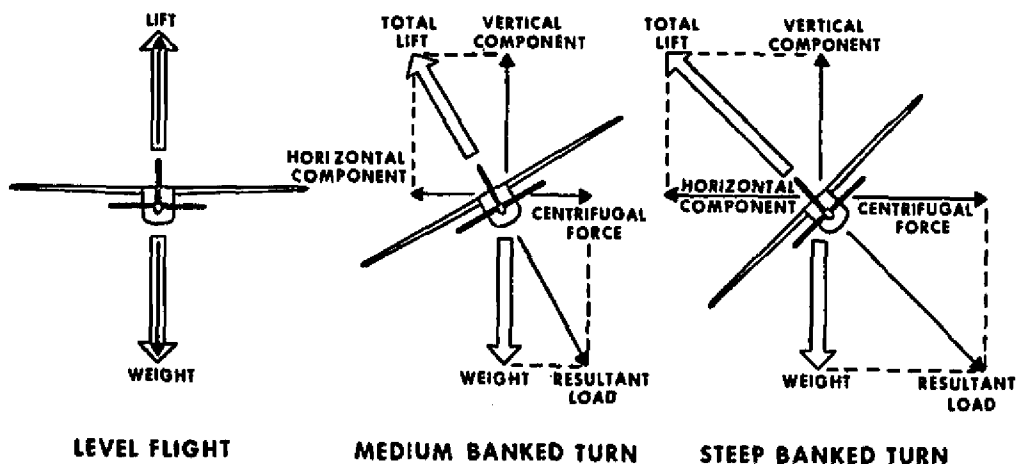 LIFT
WEIGHT
LEVEL FLIGHT
TOTAL
LIFT
VERTICAL
COMPONENT
HORIZONTAL
COMPONENT
CENTRIFUGAL
FORCE
WEIGHT
RESULTANT
LOAD
MEDIUM BANKED TURN
TOTAL
LIFT
VERTICAL
COMPONENT
HORIZONTAL
COMPONENT
CENTRIFUGAL
FORCE
WEIGHT
RESULTANT
LOAD
STEEP BANKED TURN